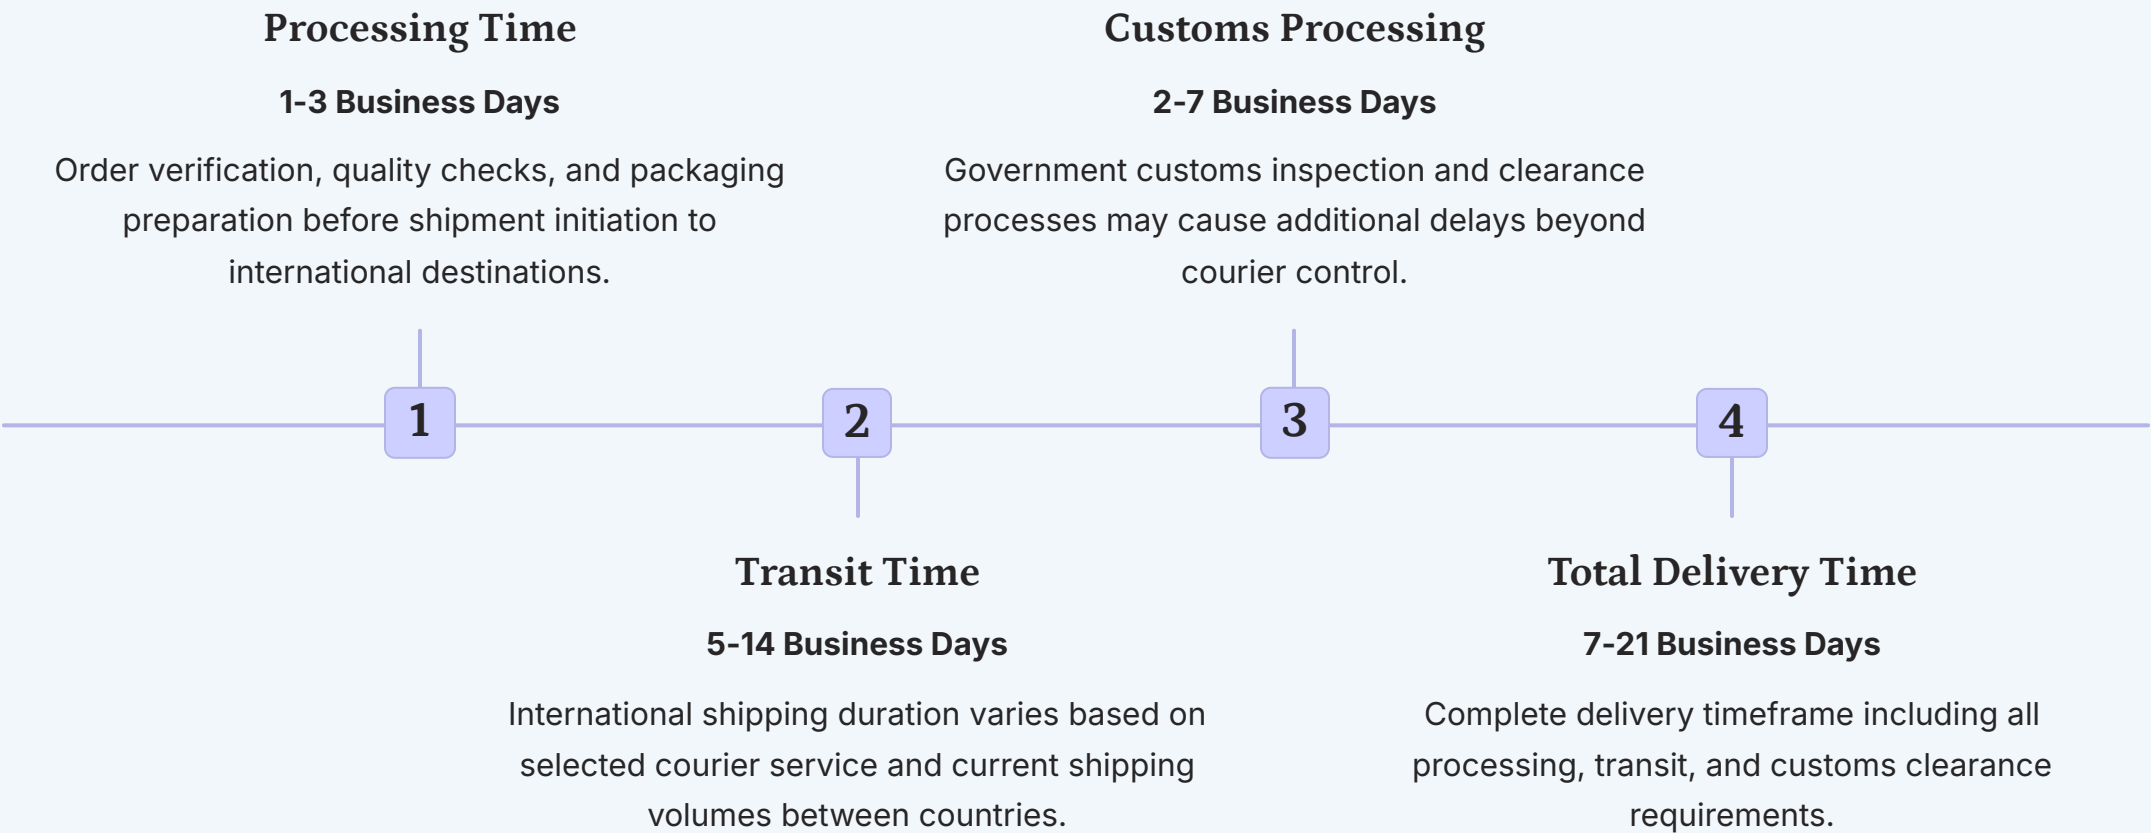 Processing Time
1-3 Business Days
Order verification, quality checks, and packaging
preparation before shipment initiation to
international destinations.
1
2
Transit Time
5-14 Business Days
International shipping duration varies based on
selected courier service and current shipping
volumes between countries.
Customs Processing
2-7 Business Days
Government customs inspection and clearance
processes may cause additional delays beyond
courier control.
3
4
Total Delivery Time
7-21 Business Days
Complete delivery timeframe including all
processing, transit, and customs clearance
requirements.